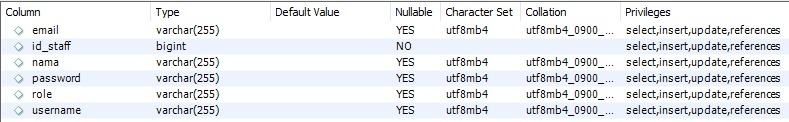 Column Type Default Value Nullable Character Set Collation Privileges
email varchar(255) YES utf8mb4 utf8mb4_0900_... select,insert,update,references
id_staff bigint NO select,insert,update,references
nama varchar(255) YES utf8mb4 utf8mb4_0900_... select,insert,update,references
password varchar(255) YES utf8mb4 utf8mb4_0900_... select,insert,update,references
role varchar(255) YES utf8mb4 utf8mb4_0900_... select,insert,update,references
username varchar(255) YES utf8mb4 utf8mb4_0900_... select,insert,update,references